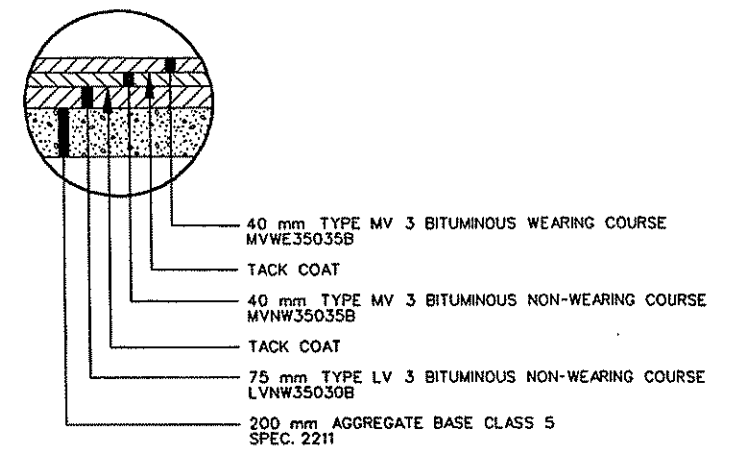 40 mm TYPE MV 3 BITUMINOUS WEARING COURSE
MVWE35035B
TACK COAT
40 mm TYPE MV 3 BITUMINOUS NON-WEARING COURSE
MVNW35035B
TACK COAT
75 mm TYPE LV 3 BITUMINOUS NON-WEARING COURSE
LVNW35030B
200 mm AGGREGATE BASE CLASS 5
SPEC. 2211